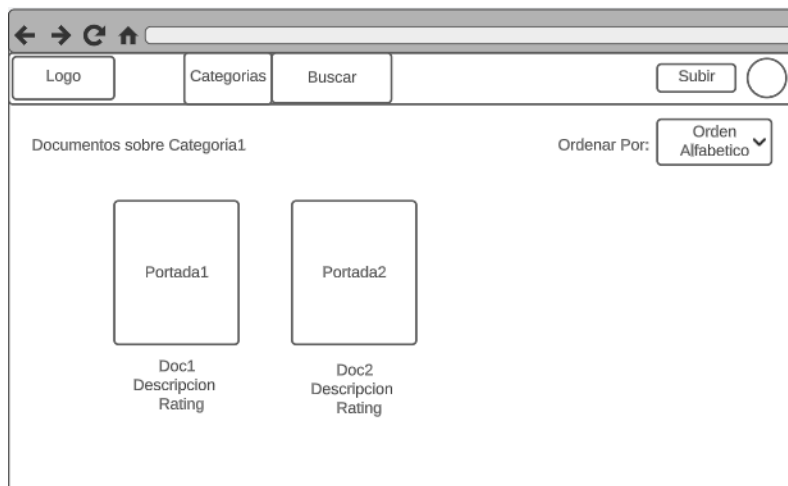 Logo
Categorias
Buscar
Subir
Documentos sobre Categoria1
Ordenar Por:
Orden
Alfabetico
Portada1
Portada2
Doc1
Descripcion
Rating
Doc2
Descripcion
Rating